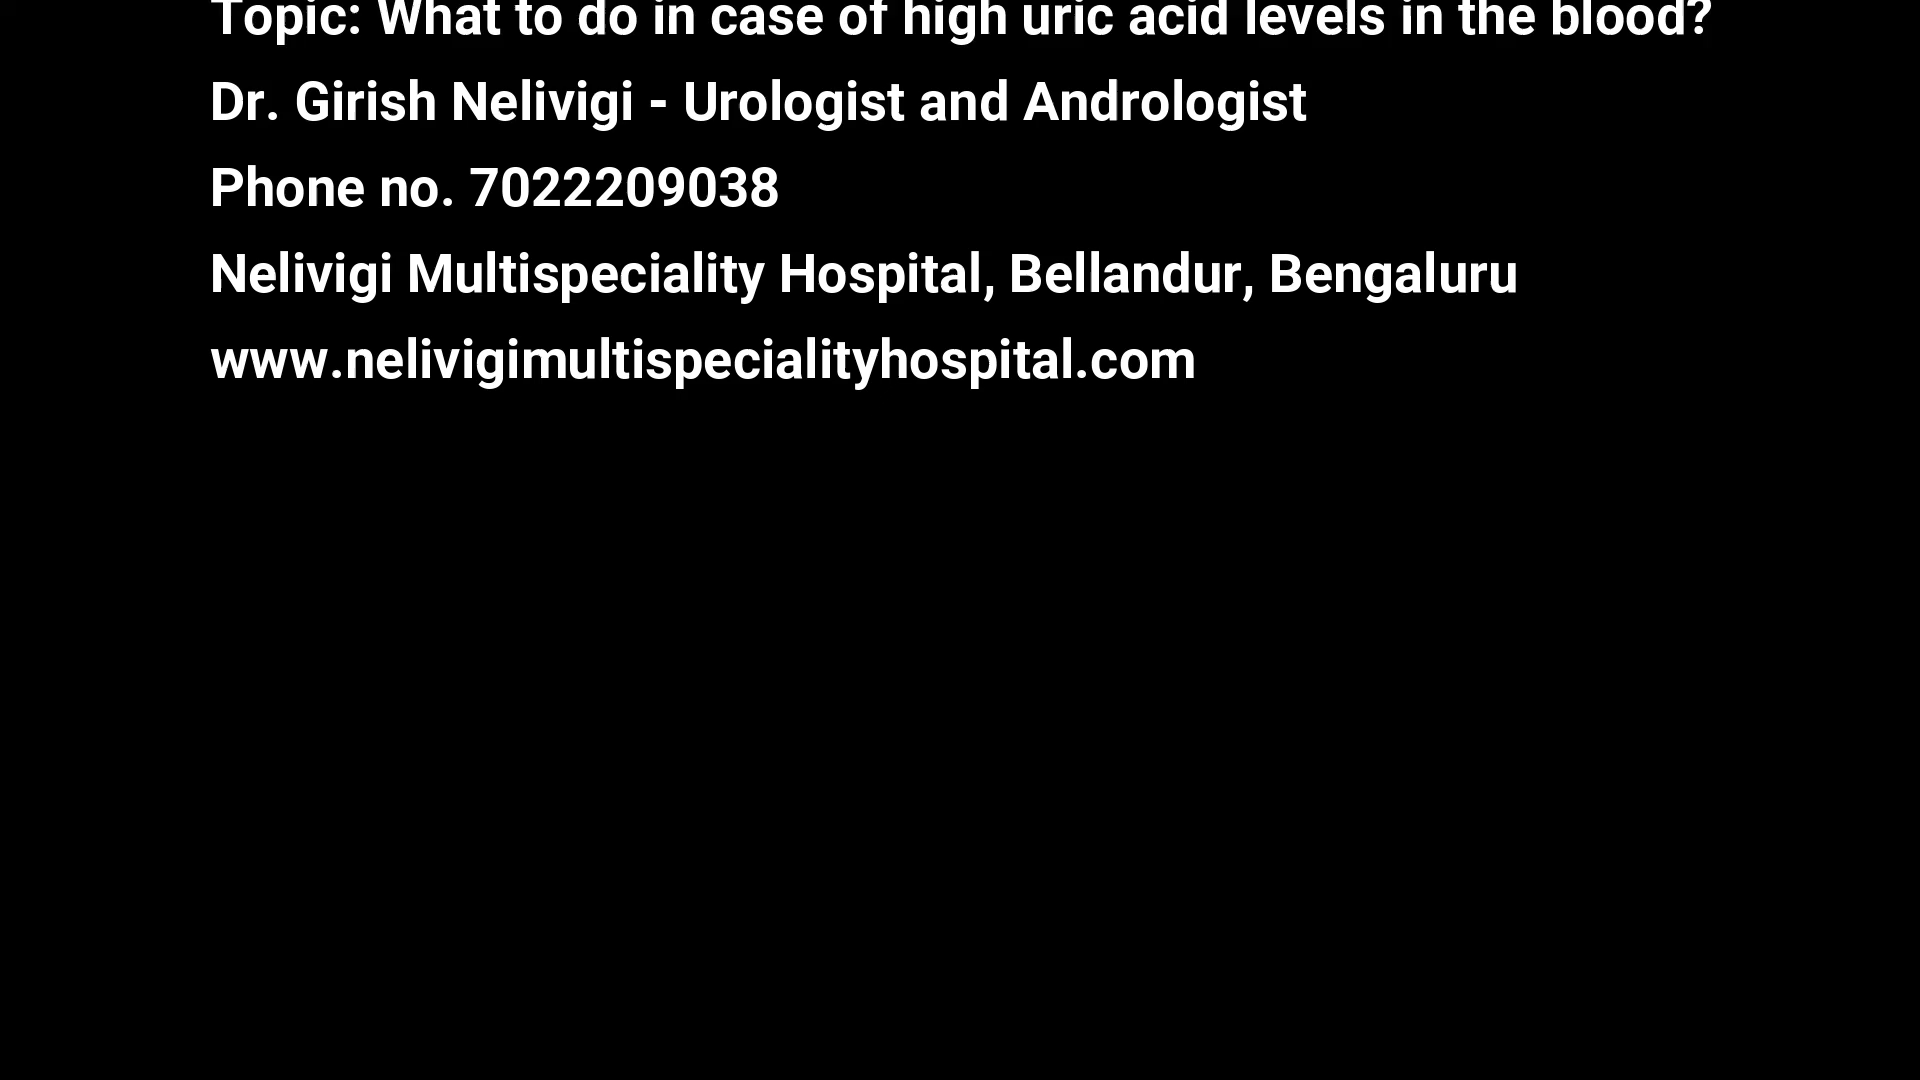 Topic: What to do in case of high uric acid levels in the blood?
Dr. Girish Nelivigi - Urologist and Andrologist
Phone no. 7022209038
Nelivigi Multispeciality Hospital, Bellandur, Bengaluru
www.nelivigimultispecialityhospital.com